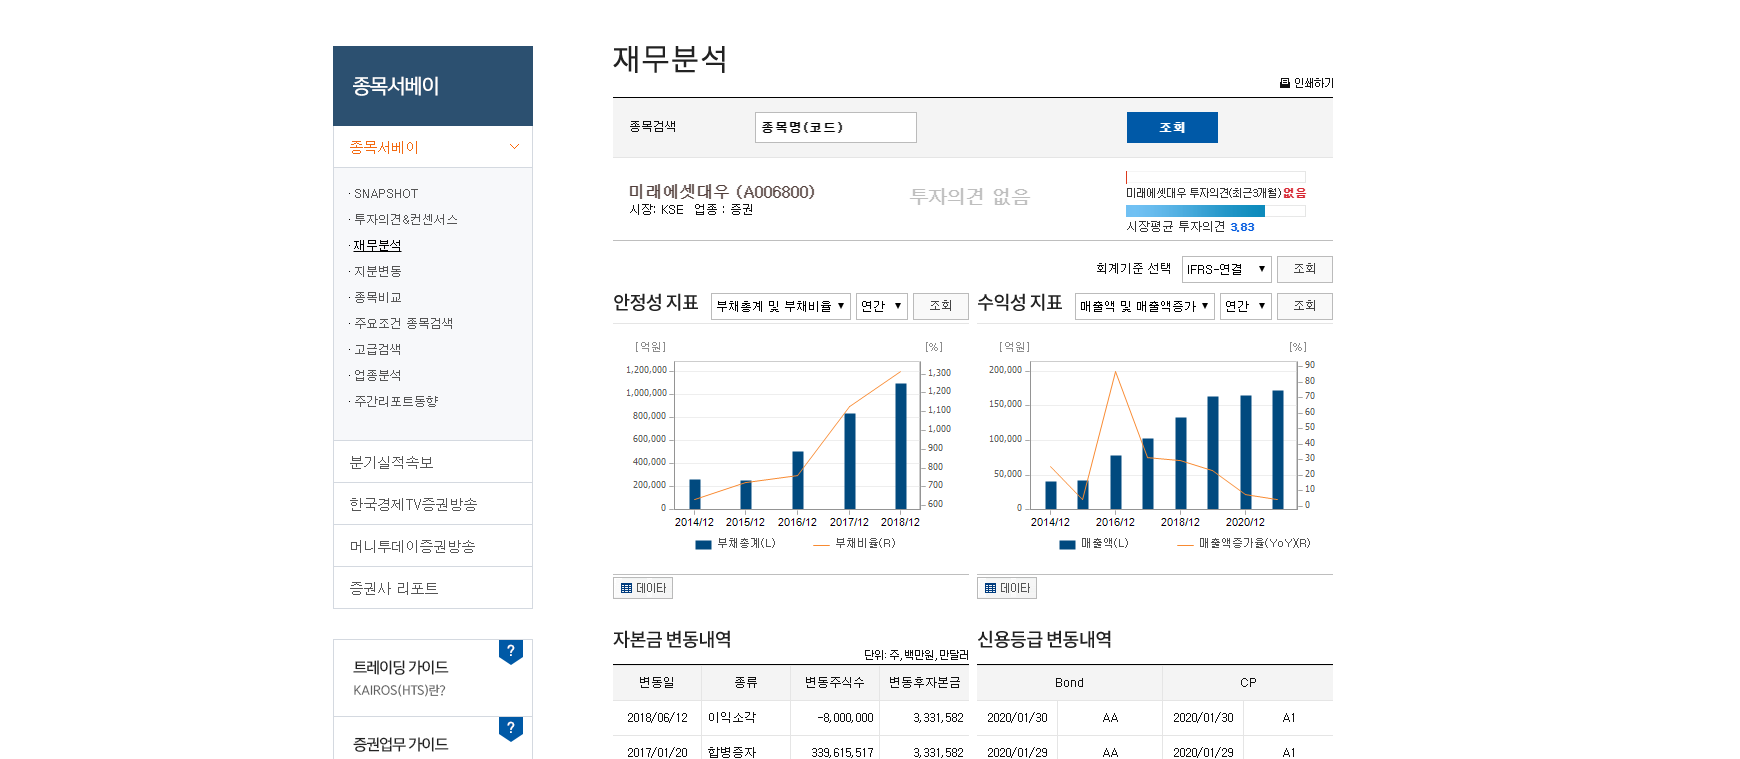 종목서베이
종목서베이
· SNAPSHOT
· 투자의견&컨센서스
· 재무분석
· 지분변동
· 종목비교
· 주요조건 종목검색
· 고급검색
· 업종분석
· 주간리포트동향
분기실적속보
한국경제TV증권방송
머니투데이증권방송
증권사 리포트
?
트레이딩 가이드
KAIROS(HTS)란?
?
증권업무 가이드
재무분석
인쇄하기
종목검색 종목명(코드) 조회
미래에셋대우 (A006800)
시장: KSE 업종 : 증권
투자의견 없음
미래에셋대우 투자의견(최근3개월) 없음
시장평균 투자의견 3.83
회계기준 선택 IFRS-연결 ▼ 조회
안정성 지표 부채총계 및 부채비율 ▼ 연간 ▼ 조회
[억원] [%]
1,200,000
1,000,000
800,000
600,000
400,000
200,000
0
1,300
1,200
1,100
1,000
900
800
700
600
2014/12 2015/12 2016/12 2017/12 2018/12
부채총계(L) 부채비율(R)
데이타
수익성 지표 매출액 및 매출액증가 ▼ 연간 ▼ 조회
[억원] [%]
200,000
150,000
100,000
50,000
0
90
80
70
60
50
40
30
20
10
0
2014/12 2016/12 2018/12 2020/12
매출액(L) 매출액증가율(YoY)(R)
데이타
자본금 변동내역
단위: 주,백만원,만달러
변동일 종류 변동주식수 변동후자본금
2018/06/12 이익소각 -8,000,000 3,331,582
2017/01/20 합병증자 339,615,517 3,331,582
신용등급 변동내역
Bond CP
2020/01/30 AA 2020/01/30 A1
2020/01/29 AA 2020/01/29 A1